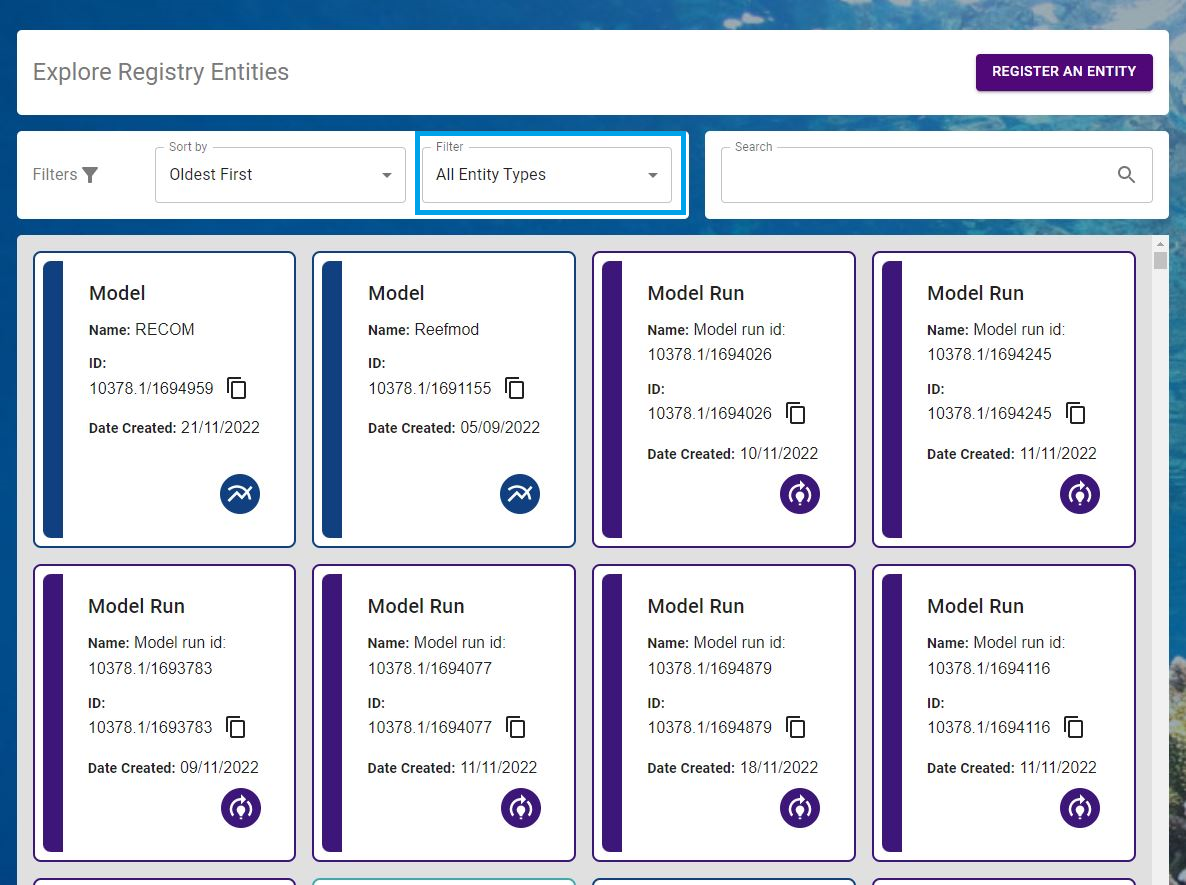 Explore Registry Entities
REGISTER AN ENTITY
Filters
Sort by
Oldest First
Filter
All Entity Types
Search
Model
Name: RECOM
ID:
10378.1/1694959
Date Created: 21/11/2022
Model
Name: Reefmod
ID:
10378.1/1691155
Date Created: 05/09/2022
Model Run
Name: Model run id:
10378.1/1694026
ID:
10378.1/1694026
Date Created: 10/11/2022
Model Run
Name: Model run id:
10378.1/1694245
ID:
10378.1/1694245
Date Created: 11/11/2022
Model Run
Name: Model run id:
10378.1/1693783
ID:
10378.1/1693783
Date Created: 09/11/2022
Model Run
Name: Model run id:
10378.1/1694077
ID:
10378.1/1694077
Date Created: 11/11/2022
Model Run
Name: Model run id:
10378.1/1694879
ID:
10378.1/1694879
Date Created: 18/11/2022
Model Run
Name: Model run id:
10378.1/1694116
ID:
10378.1/1694116
Date Created: 11/11/2022